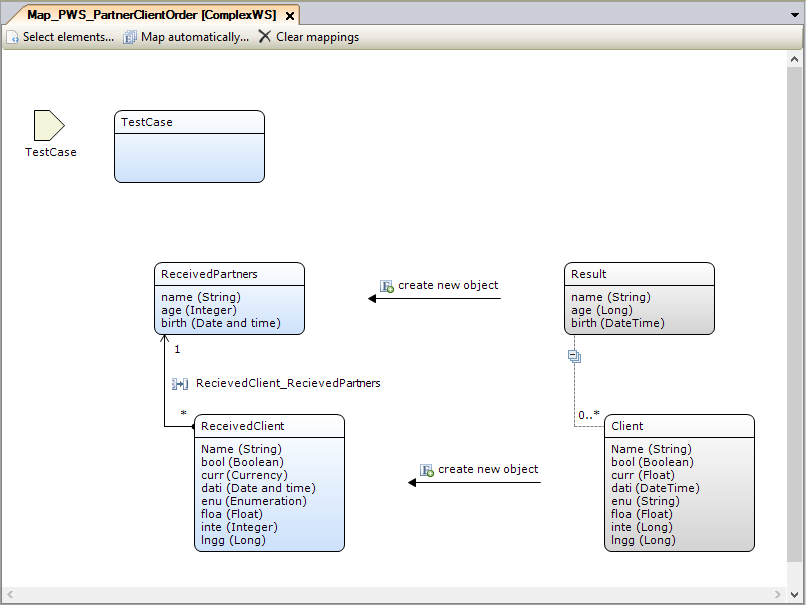 Map_PWS_PartnerClientOrder [ComplexWS]
Select elements... Map automatically... Clear mappings
TestCase
TestCase
ReceivedPartners
name (String)
age (Integer)
birth (Date and time)
create new object
Result
name (String)
age (Long)
birth (DateTime)
1
RecievedClient_RecievedPartners
*
0..*
ReceivedClient
Name (String)
bool (Boolean)
curr (Currency)
dati (Date and time)
enu (Enumeration)
floa (Float)
inte (Integer)
lngg (Long)
create new object
Client
Name (String)
bool (Boolean)
curr (Float)
dati (DateTime)
enu (String)
floa (Float)
inte (Long)
lngg (Long)